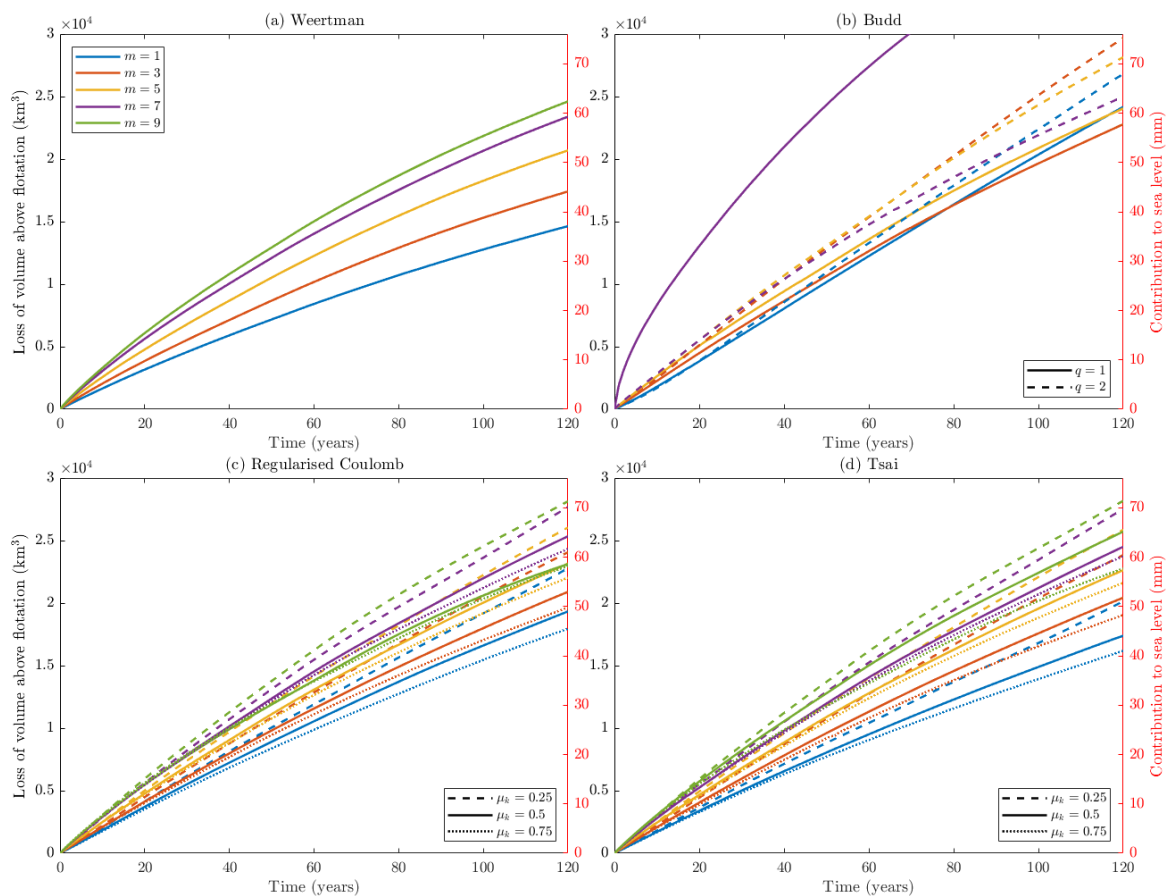 (a) Weertman
×10⁴
3
2.5
2
1.5
1
0.5
0
Loss of volume above flotation (km³)
m = 1
m = 3
m = 5
m = 7
m = 9
70
60
50
40
30
20
10
0
0 20 40 60 80 100 120
Time (years)
(b) Budd
×10⁴
3
2.5
2
1.5
1
0.5
0
q = 1
q = 2
70
60
50
40
30
20
10
0
Contribution to sea level (mm)
0 20 40 60 80 100 120
Time (years)
(c) Regularised Coulomb
×10⁴
3
2.5
2
1.5
1
0.5
0
Loss of volume above flotation (km³)
μₖ = 0.25
μₖ = 0.5
μₖ = 0.75
70
60
50
40
30
20
10
0
0 20 40 60 80 100 120
Time (years)
(d) Tsai
×10⁴
3
2.5
2
1.5
1
0.5
0
μₖ = 0.25
μₖ = 0.5
μₖ = 0.75
70
60
50
40
30
20
10
0
Contribution to sea level (mm)
0 20 40 60 80 100 120
Time (years)